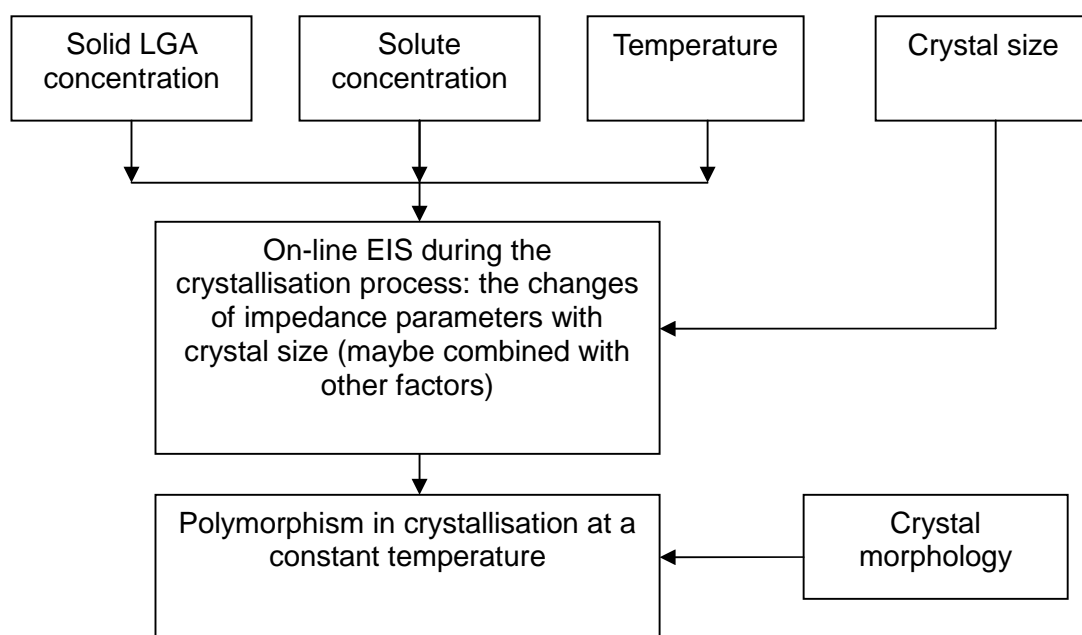 Solid LGA
concentration
Solute
concentration
Temperature
Crystal size
On-line EIS during the
crystallisation process: the changes
of impedance parameters with
crystal size (maybe combined with
other factors)
Polymorphism in crystallisation at a
constant temperature
Crystal
morphology